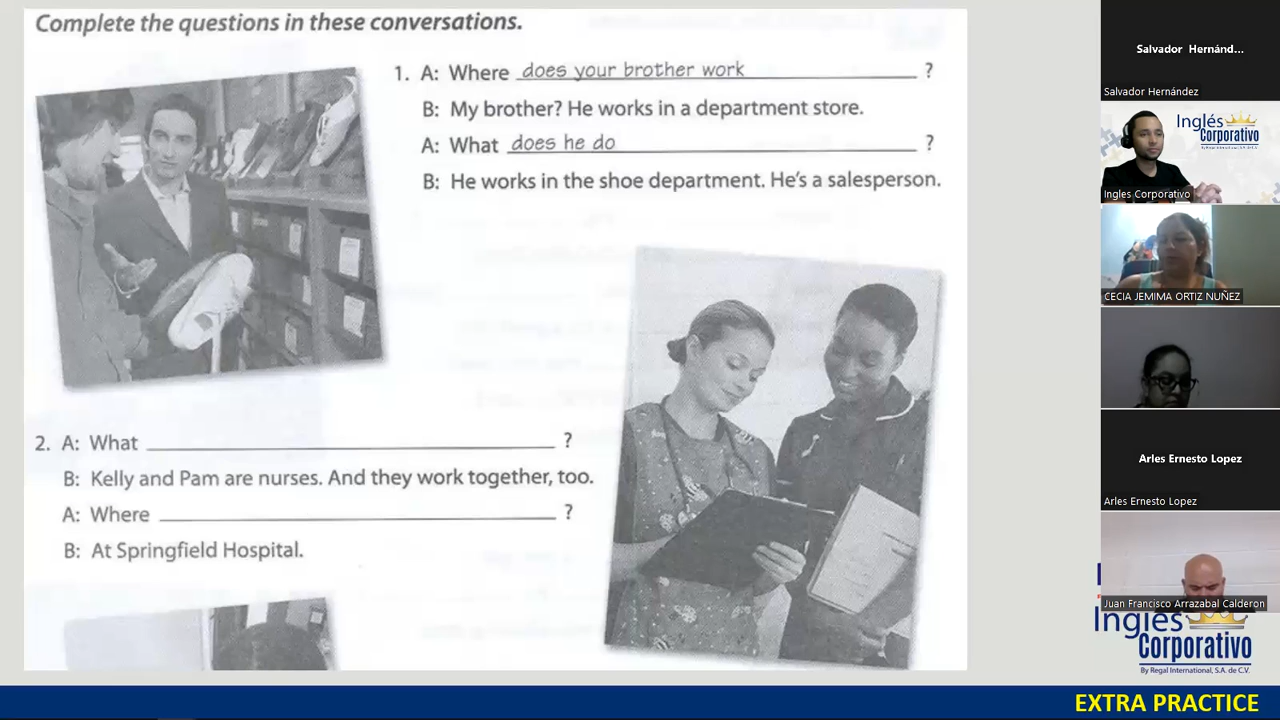 Complete the questions in these conversations.
1. A: Where does your brother work ?
B: My brother? He works in a department store.
A: What does he do ?
B: He works in the shoe department. He's a salesperson.
2. A: What ?
B: Kelly and Pam are nurses. And they work together, too.
A: Where ?
B: At Springfield Hospital.
Salvador Hernánd...
Salvador Hernández
Inglés
Corporativo
By Regal International, S.A. de C.V.
Ingles Corporativo
CECIA JEMIMA ORTIZ NUÑEZ
Arles Ernesto Lopez
Arles Ernesto Lopez
Juan Francisco Arrazabal Calderon
Inglés
Corporativo
By Regal International, S.A. de C.V.
EXTRA PRACTICE